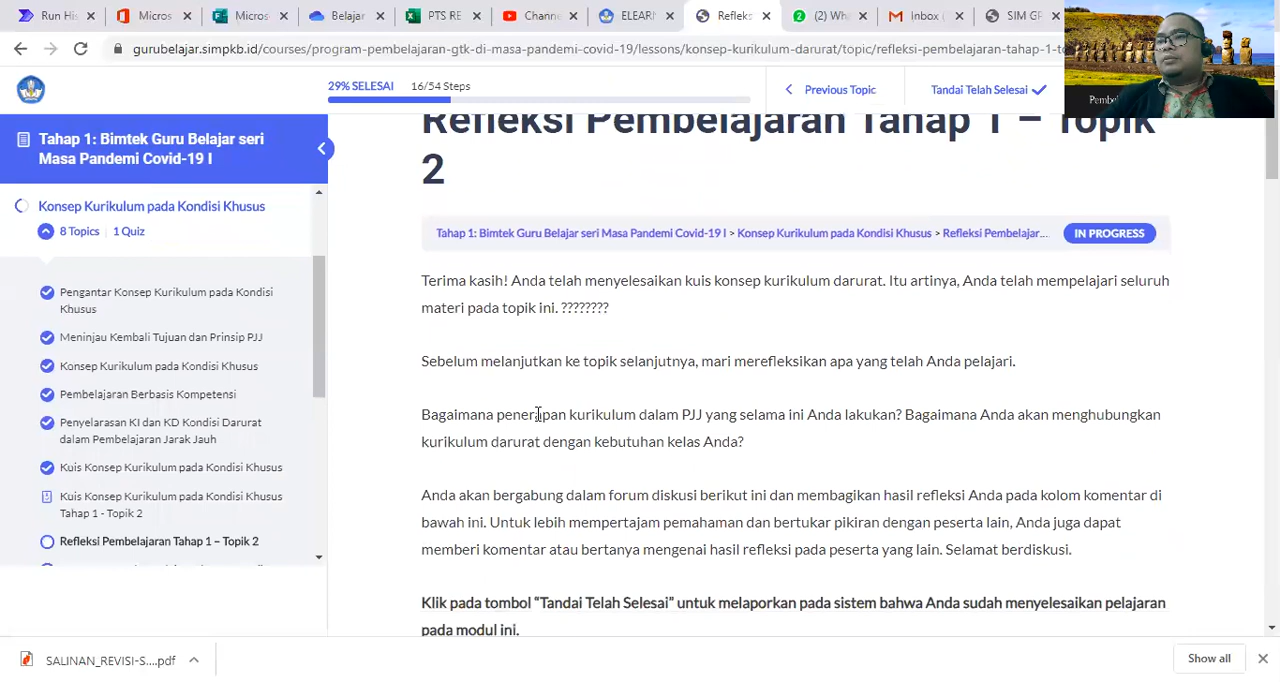 Run His
Micros
Micros
Belajar
PTS RE
Channe
ELEARN
Refleks
(2) Wha
Inbox (
SIM GP
gurubelajar.simpkb.id/courses/program-pembelajaran-gtk-di-masa-pandemi-covid-19/lessons/konsep-kurikulum-darurat/topic/refleksi-pembelajaran-tahap-1-to
29% SELESAI 16/54 Steps
Previous Topic
Tandai Telah Selesai
Tahap 1: Bimtek Guru Belajar seri
Masa Pandemi Covid-19 I
Konsep Kurikulum pada Kondisi Khusus
8 Topics | 1 Quiz
Pengantar Konsep Kurikulum pada Kondisi
Khusus
Meninjau Kembali Tujuan dan Prinsip PJJ
Konsep Kurikulum pada Kondisi Khusus
Pembelajaran Berbasis Kompetensi
Penyelarasan KI dan KD Kondisi Darurat
dalam Pembelajaran Jarak Jauh
Kuis Konsep Kurikulum pada Kondisi Khusus
Kuis Konsep Kurikulum pada Kondisi Khusus
Tahap 1 - Topik 2
Refleksi Pembelajaran Tahap 1 – Topik 2
Refleksi Pembelajaran Tahap 1 – Topik
2
Tahap 1: Bimtek Guru Belajar seri Masa Pandemi Covid-19 I > Konsep Kurikulum pada Kondisi Khusus > Refleksi Pembelajar...
IN PROGRESS
Terima kasih! Anda telah menyelesaikan kuis konsep kurikulum darurat. Itu artinya, Anda telah mempelajari seluruh
materi pada topik ini. ????????
Sebelum melanjutkan ke topik selanjutnya, mari merefleksikan apa yang telah Anda pelajari.
Bagaimana penerapan kurikulum dalam PJJ yang selama ini Anda lakukan? Bagaimana Anda akan menghubungkan
kurikulum darurat dengan kebutuhan kelas Anda?
Anda akan bergabung dalam forum diskusi berikut ini dan membagikan hasil refleksi Anda pada kolom komentar di
bawah ini. Untuk lebih mempertajam pemahaman dan bertukar pikiran dengan peserta lain, Anda juga dapat
memberi komentar atau bertanya mengenai hasil refleksi pada peserta yang lain. Selamat berdiskusi.
Klik pada tombol “Tandai Telah Selesai” untuk melaporkan pada sistem bahwa Anda sudah menyelesaikan pelajaran
pada modul ini.
Pembel
SALINAN_REVISI-S....pdf
Show all